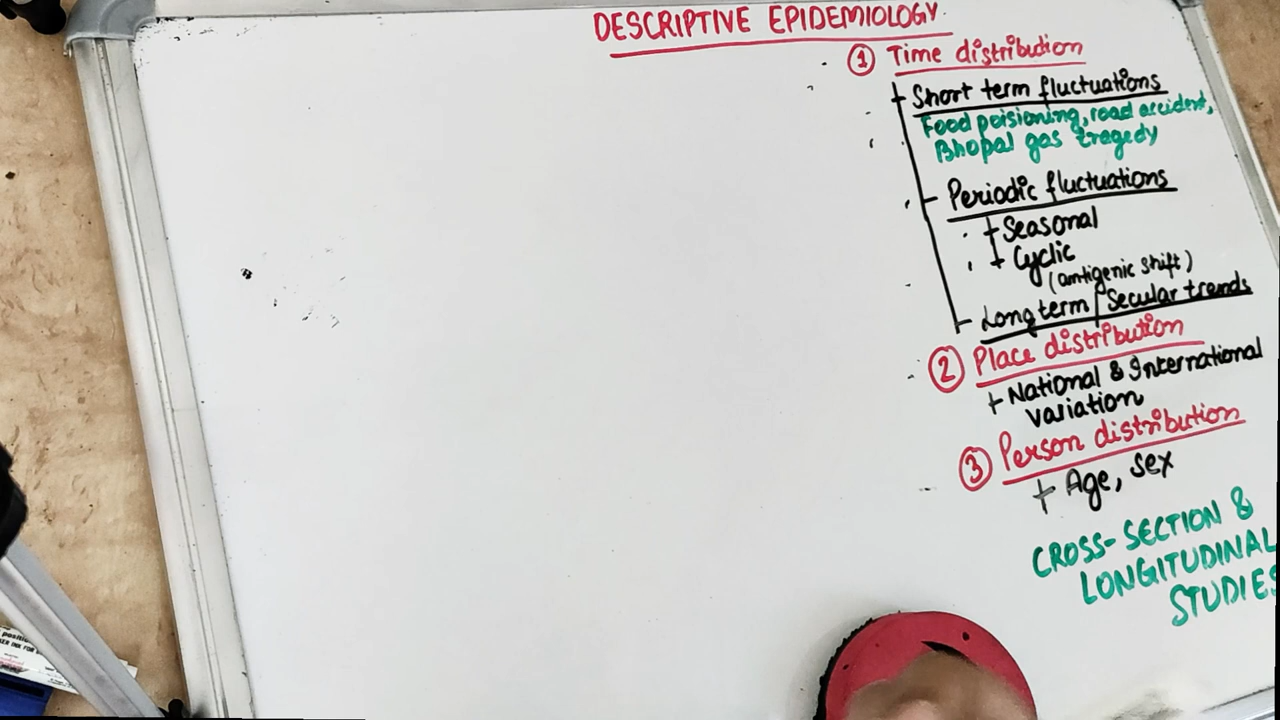 DESCRIPTIVE EPIDEMIOLOGY
① Time distribution
Short term fluctuations
Food poisioning, road accident,
Bhopal gas tragedy
Periodic fluctuations
Seasonal
Cyclic
(antigenic shift)
Long term / Secular trends
② Place distribution
National & International
variation
③ Person distribution
Age, sex
CROSS-SECTION &
LONGITUDINAL
STUDIES